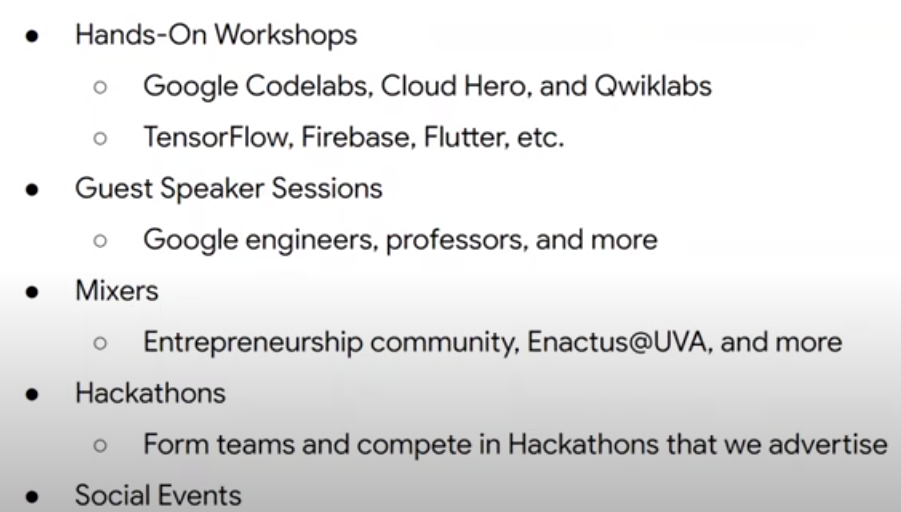 ● Hands-On Workshops
○ Google Codelabs, Cloud Hero, and Qwiklabs
○ TensorFlow, Firebase, Flutter, etc.
● Guest Speaker Sessions
○ Google engineers, professors, and more
● Mixers
○ Entrepreneurship community, Enactus@UVA, and more
● Hackathons
○ Form teams and compete in Hackathons that we advertise
● Social Events